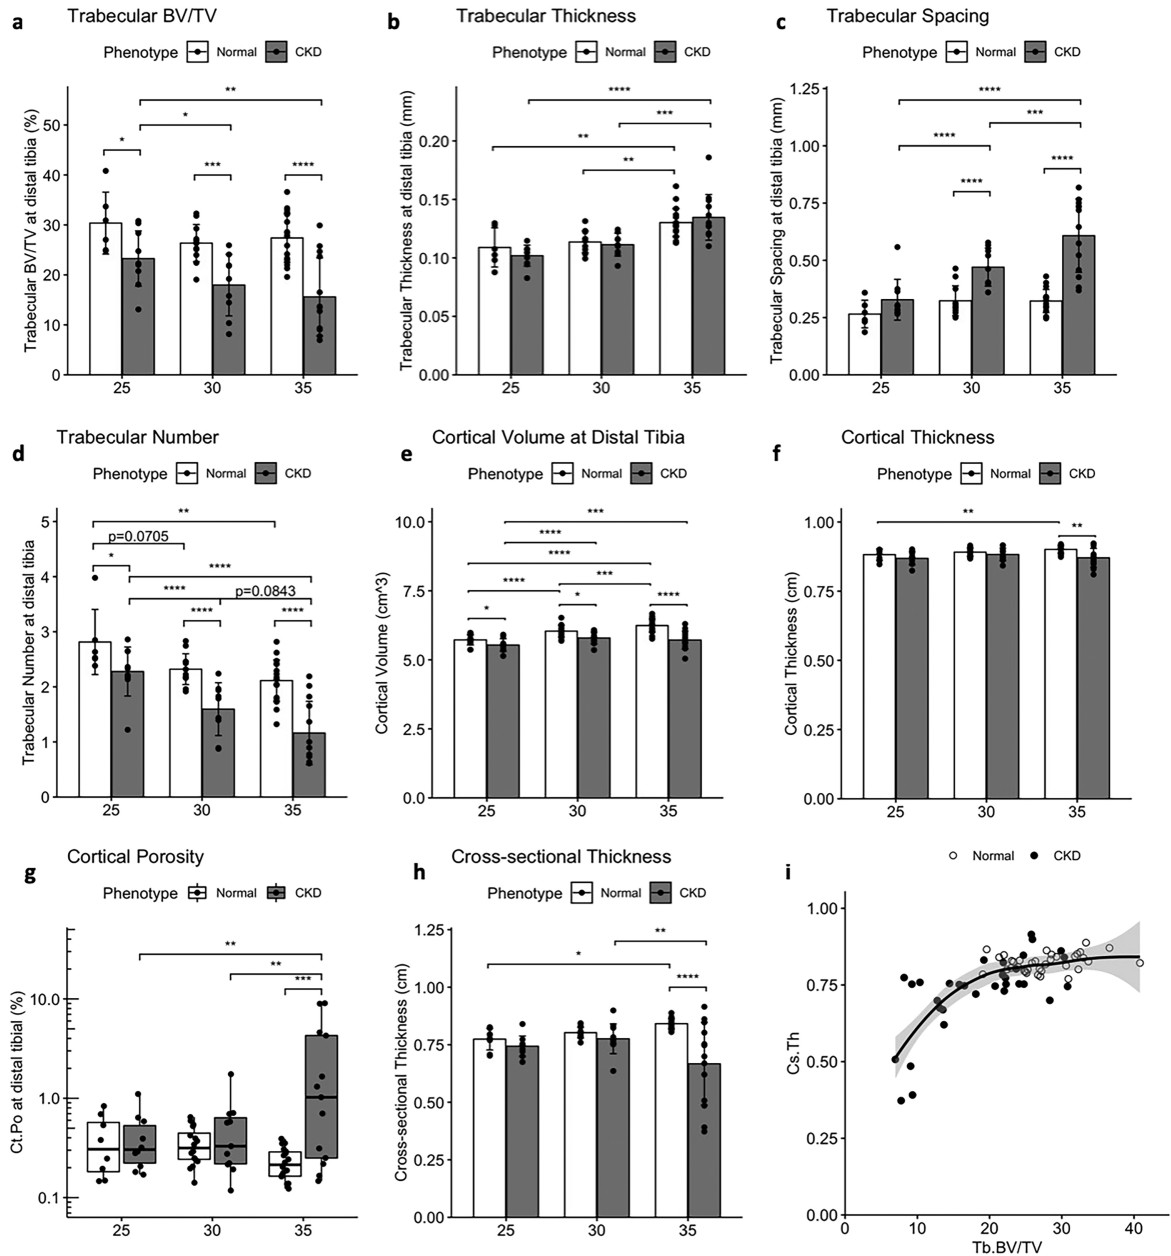 a
Trabecular BV/TV
Phenotype Normal CKD
Trabecular BV/TV at distal tibia (%)
50
40
30
20
10
0
**
*
*
***
****
25 30 35
b
Trabecular Thickness
Phenotype Normal CKD
Trabecular Thickness at distal tibia (mm)
0.20
0.15
0.10
0.05
0.00
****
***
**
**
25 30 35
c
Trabecular Spacing
Phenotype Normal CKD
Trabecular Spacing at distal tibia (mm)
1.25
1.00
0.75
0.50
0.25
0.00
****
***
****
****
****
25 30 35
d
Trabecular Number
Phenotype Normal CKD
Trabecular Number at distal tibia
5
4
3
2
1
0
**
p=0.0705
*
****
**** p=0.0843
**** ****
25 30 35
e
Cortical Volume at Distal Tibia
Phenotype Normal CKD
Cortical Volume (cm^3)
10.0
7.5
5.0
2.5
0.0
***
****
****
***
****
* ****
*
25 30 35
f
Cortical Thickness
Phenotype Normal CKD
Cortical Thickness (cm)
1.00
0.75
0.50
0.25
0.00
**
**
25 30 35
g
Cortical Porosity
Phenotype Normal CKD
Ct.Po at distal tibial (%)
10.0
1.0
0.1
**
**
***
25 30 35
h
Cross-sectional Thickness
Phenotype Normal CKD
Cross-sectional Thickness (cm)
1.25
1.00
0.75
0.50
0.25
0.00
**
*
****
25 30 35
i
Normal CKD
Cs.Th
1.00
0.75
0.50
0.25
0.00
0 10 20 30 40
Tb.BV/TV